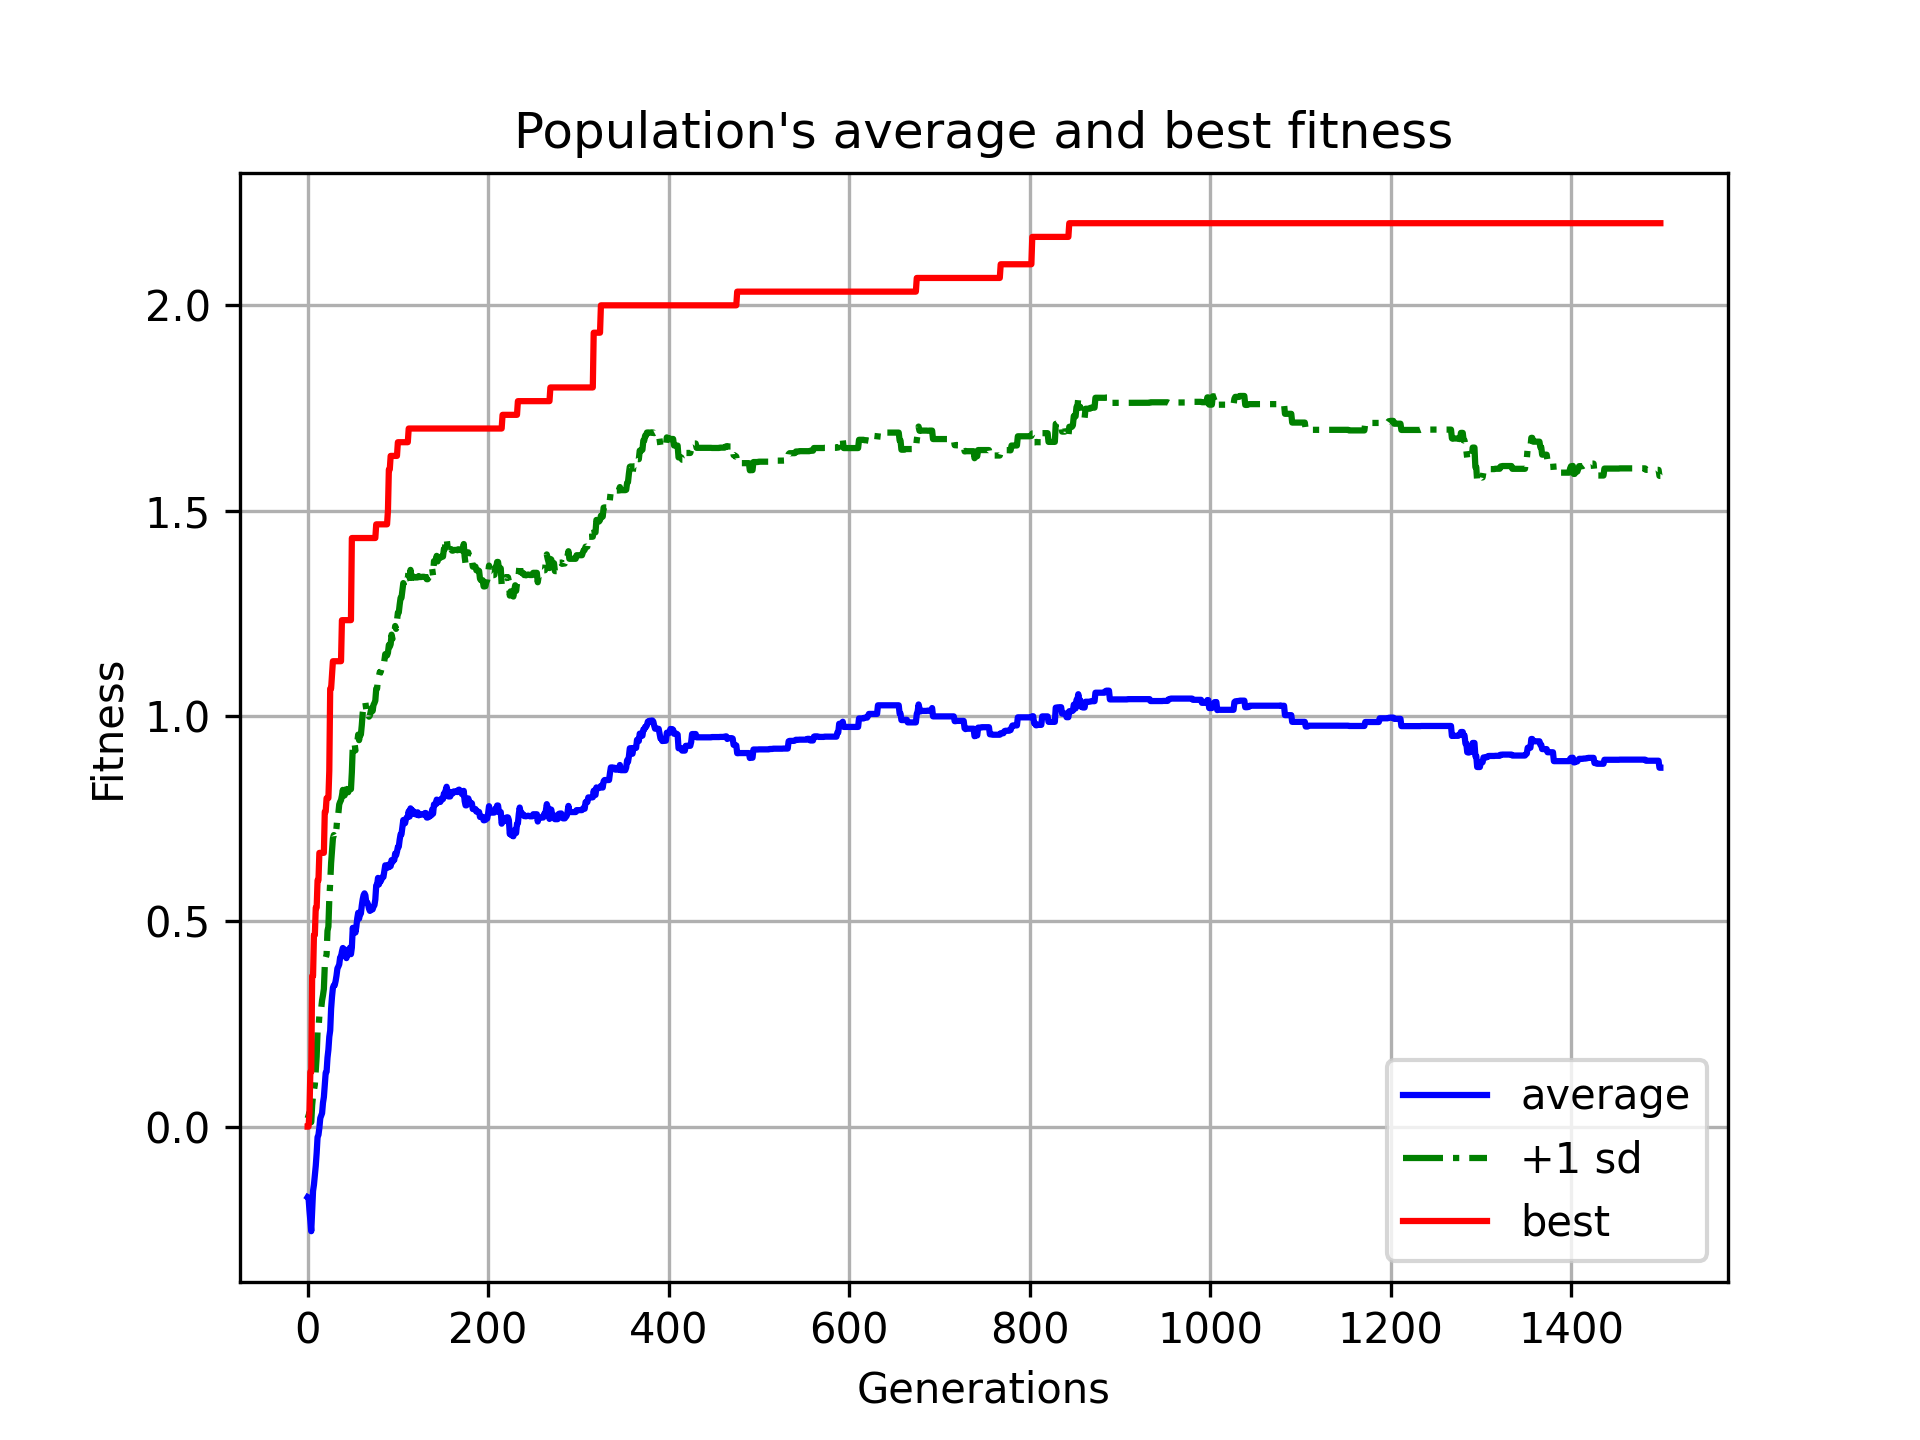 Population's average and best fitness
Fitness
2.0
1.5
1.0
0.5
0.0
0 200 400 600 800 1000 1200 1400
Generations
average
+1 sd
best